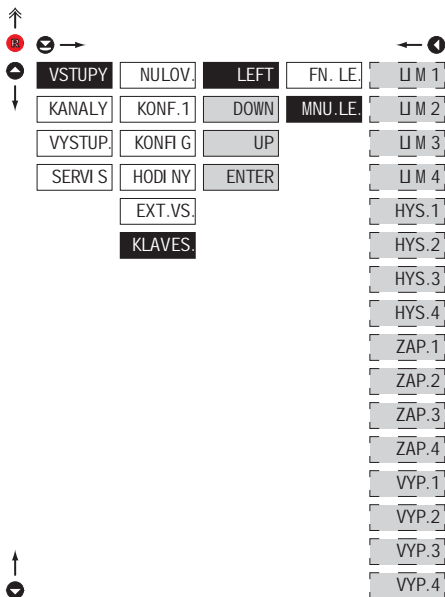 R
VSTUPY NULOV. LEFT FN. LE. LIM 1
KANALY KONF.1 DOWN MNU.LE. LIM 2
VYSTUP. KONFIG UP LIM 3
SERVIS HODINY ENTER LIM 4
EXT.VS. HYS.1
KLAVES. HYS.2
HYS.3
HYS.4
ZAP.1
ZAP.2
ZAP.3
ZAP.4
VYP.1
VYP.2
VYP.3
VYP.4